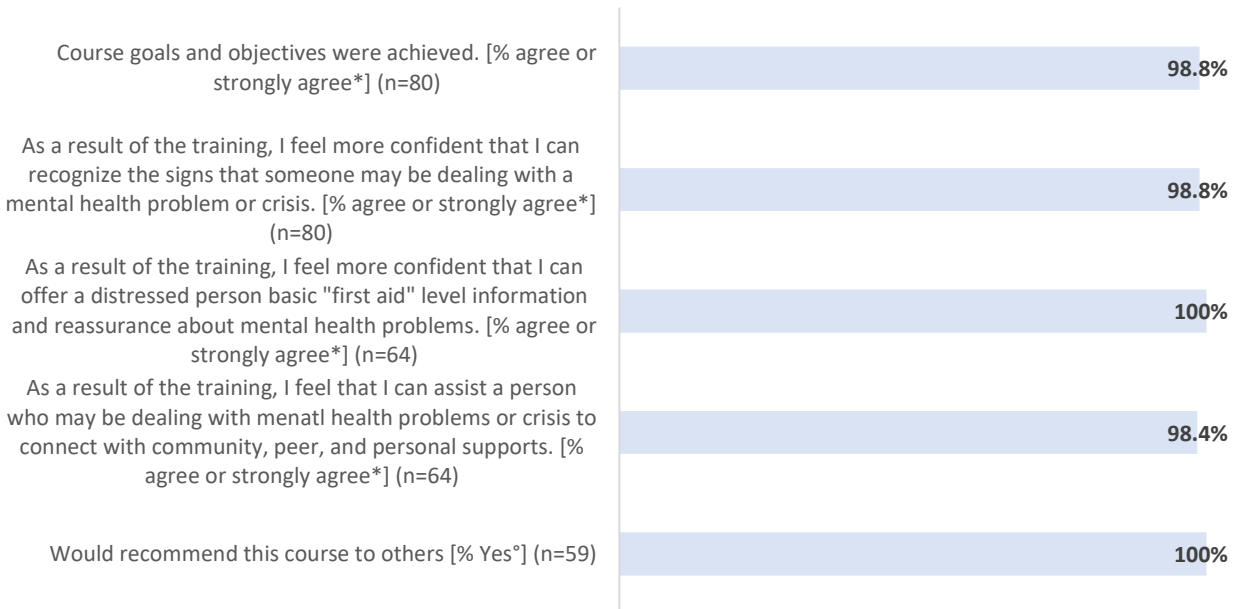 Course goals and objectives were achieved. [% agree or
strongly agree*] (n=80)
98.8%
As a result of the training, I feel more confident that I can
recognize the signs that someone may be dealing with a
mental health problem or crisis. [% agree or strongly agree*]
(n=80)
98.8%
As a result of the training, I feel more confident that I can
offer a distressed person basic "first aid" level information
and reassurance about mental health problems. [% agree or
strongly agree*] (n=64)
100%
As a result of the training, I feel that I can assist a person
who may be dealing with menatl health problems or crisis to
connect with community, peer, and personal supports. [%
agree or strongly agree*] (n=64)
98.4%
Would recommend this course to others [% Yes°] (n=59)
100%